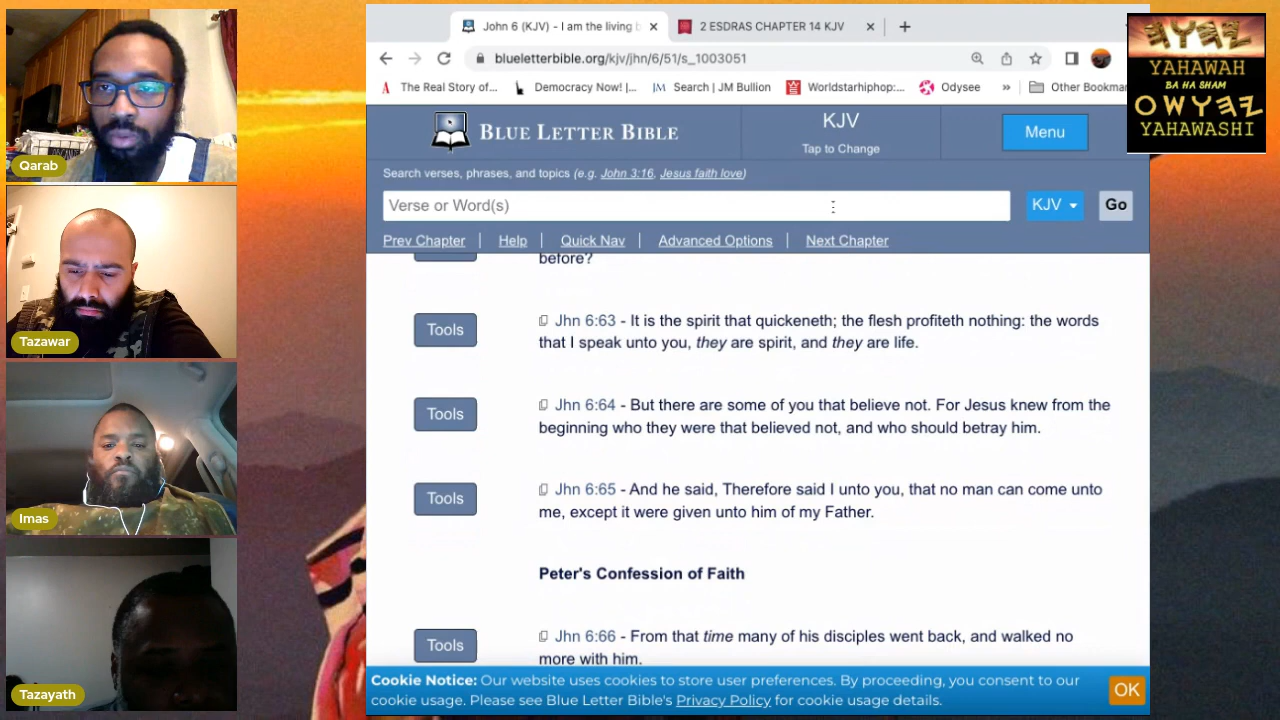 Qarab
Tazawar
Imas
Tazayath
John 6 (KJV) - I am the living b
2 ESDRAS CHAPTER 14 KJV
blueletterbible.org/kjv/jhn/6/51/s_1003051
The Real Story of...
Democracy Now! |...
Search | JM Bullion
Worldstarhiphop:...
Odysee
»
Other Bookmar
BLUE LETTER BIBLE
KJV
Tap to Change
Menu
Search verses, phrases, and topics (e.g. John 3:16, Jesus faith love)
Verse or Word(s)
KJV
Go
Prev Chapter | Help | Quick Nav | Advanced Options | Next Chapter
before?
Tools
Jhn 6:63 - It is the spirit that quickeneth; the flesh profiteth nothing: the words
that I speak unto you, they are spirit, and they are life.
Tools
Jhn 6:64 - But there are some of you that believe not. For Jesus knew from the
beginning who they were that believed not, and who should betray him.
Tools
Jhn 6:65 - And he said, Therefore said I unto you, that no man can come unto
me, except it were given unto him of my Father.
Peter's Confession of Faith
Tools
Jhn 6:66 - From that time many of his disciples went back, and walked no
more with him.
Cookie Notice: Our website uses cookies to store user preferences. By proceeding, you consent to our
cookie usage. Please see Blue Letter Bible's Privacy Policy for cookie usage details.
OK
YAHAWAH
BA HA SHAM
YAHAWASHI